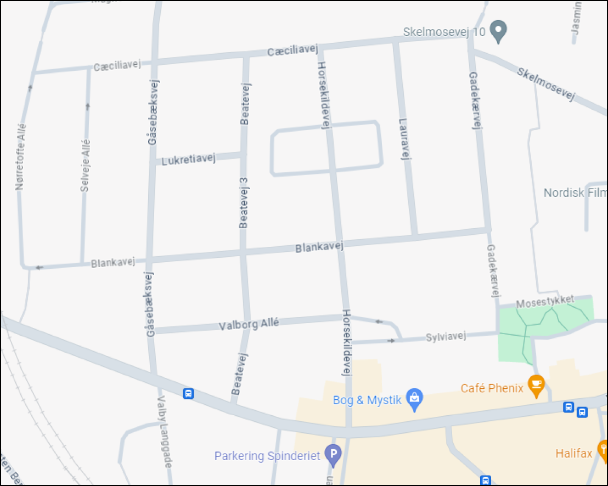 Skelmosevej 10
Jasmin
Cæciliavej
Cæciliavej
Skelmosevej
Gåsebæksvej
Beatevej
Horsekildevej
Lauravej
Gadekærvej
Nørretofte Allé
Selveje Allé
Lukretiavej
Beatevej 3
Nordisk Film
Blankavej
Blankavej
Gadekærvej
Gåsebæksvej
Mosestykket
Valborg Allé
Horsekildevej
Sylviavej
Beatevej
Café Phenix
Bog & Mystik
Valby Langgade
Parkering Spinderiet
P
Halifax